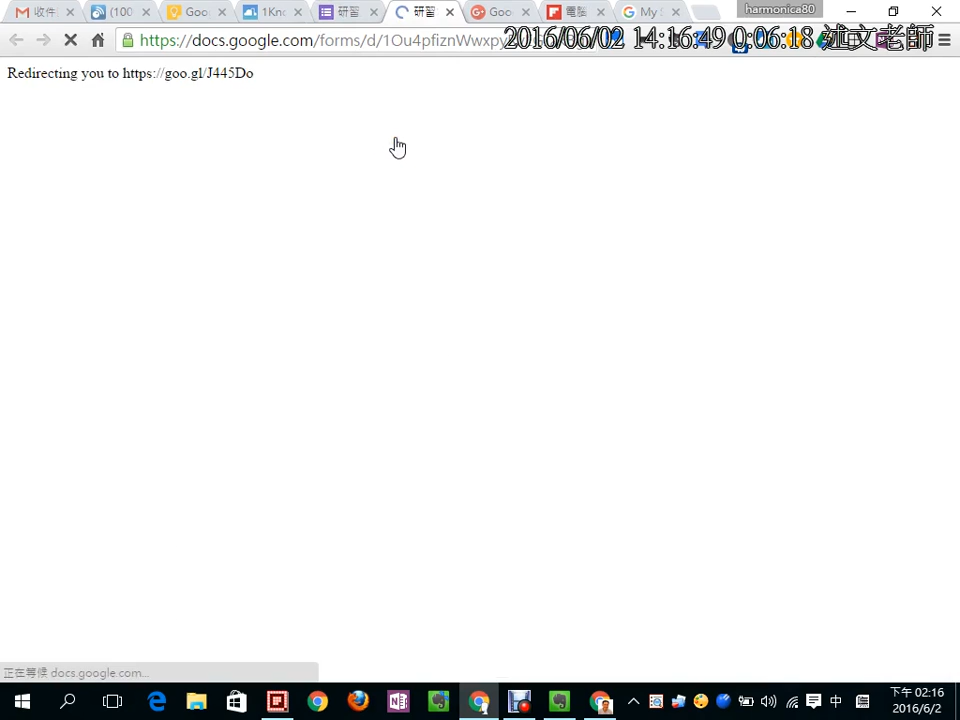 收件
(100
Goo
1Kno
研習
研習
Goo
電腦
My S
harmonica80
https://docs.google.com/forms/d/1Ou4pfiznWwxpy
2016/06/02 14:16:49 0:06:18 述文老師
Redirecting you to https://goo.gl/J445Do
正在等候 docs.google.com...
中
下午 02:16
2016/6/2